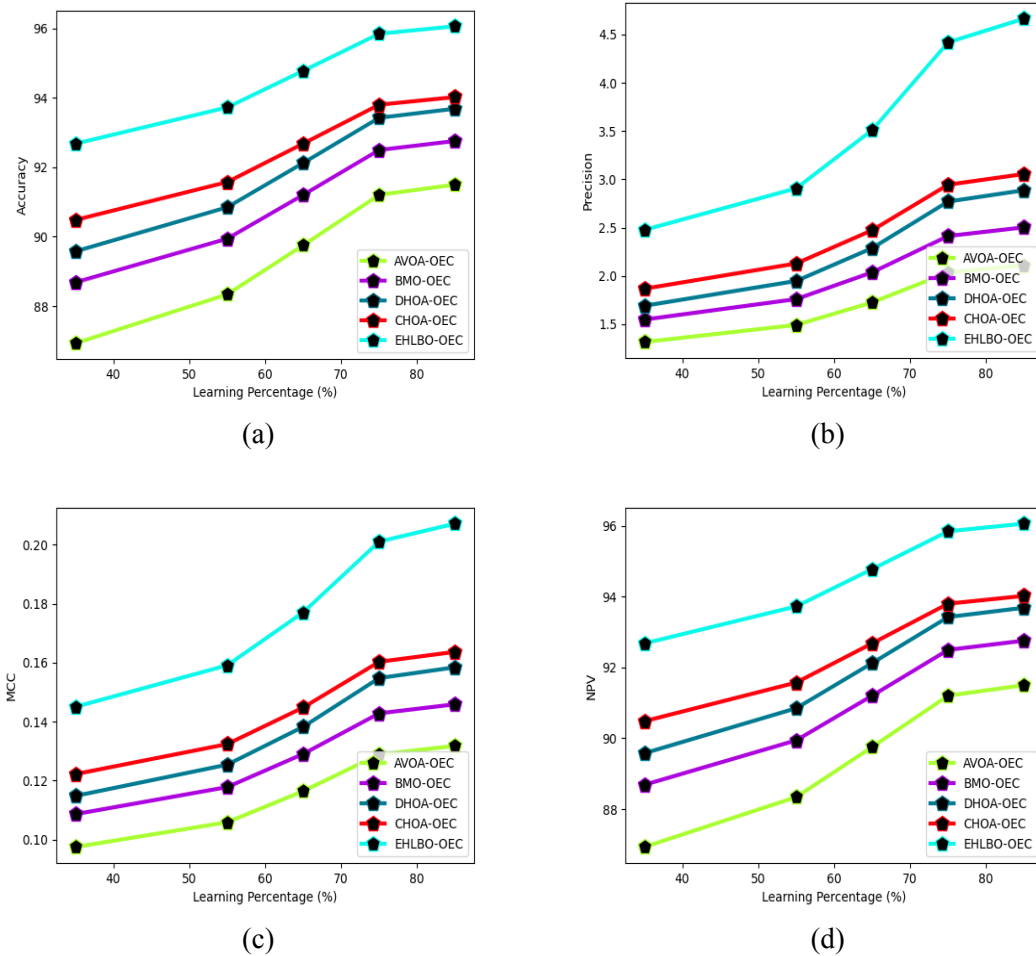 96
94
92
90
88
Accuracy
40 50 60 70 80
Learning Percentage (%)
AVOA-OEC
BMO-OEC
DHOA-OEC
CHOA-OEC
EHLBO-OEC
(a)
4.5
4.0
3.5
3.0
2.5
2.0
1.5
Precision
40 50 60 70 80
Learning Percentage (%)
AVOA-OEC
BMO-OEC
DHOA-OEC
CHOA-OEC
EHLBO-OEC
(b)
0.20
0.18
0.16
0.14
0.12
0.10
MCC
40 50 60 70 80
Learning Percentage (%)
AVOA-OEC
BMO-OEC
DHOA-OEC
CHOA-OEC
EHLBO-OEC
(c)
96
94
92
90
88
NPV
40 50 60 70 80
Learning Percentage (%)
AVOA-OEC
BMO-OEC
DHOA-OEC
CHOA-OEC
EHLBO-OEC
(d)